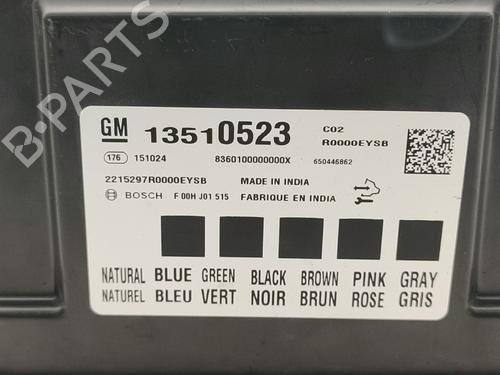 B-PARTS
GM 13510523 C02
R0000EYSB
176 151024 8360100000000X 650446862
2215297R0000EYSB MADE IN INDIA
BOSCH F 00H J01 515 FABRIQUE EN INDIA
NATURAL BLUE GREEN BLACK BROWN PINK GRAY
NATUREL BLEU VERT NOIR BRUN ROSE GRIS